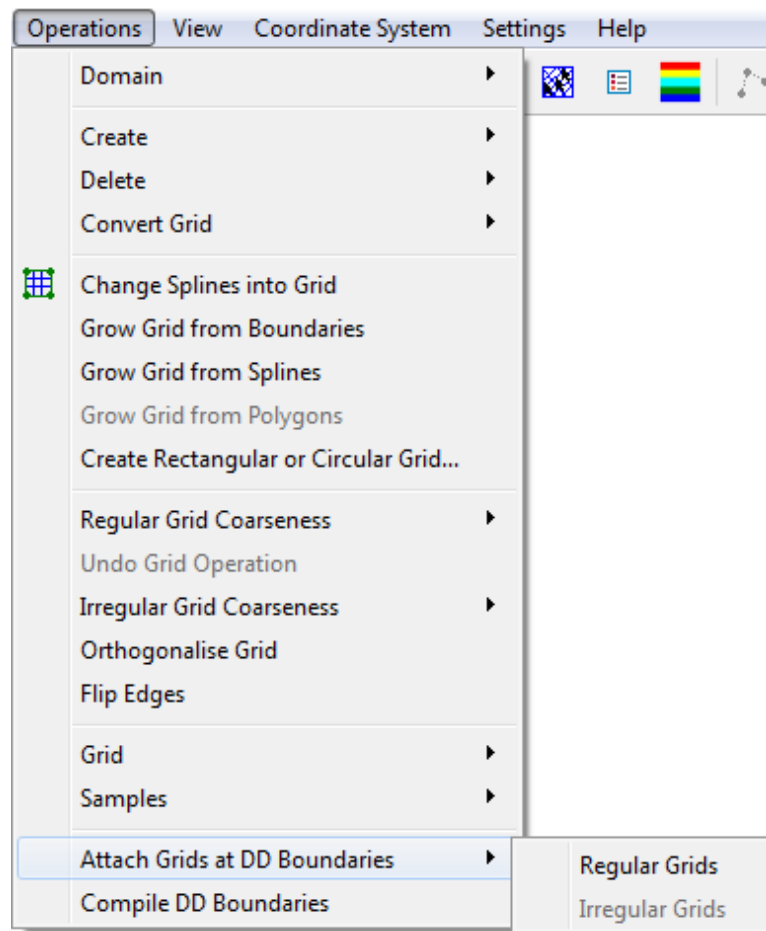 Operations View Coordinate System Settings Help
Domain
Create
Delete
Convert Grid
Change Splines into Grid
Grow Grid from Boundaries
Grow Grid from Splines
Grow Grid from Polygons
Create Rectangular or Circular Grid...
Regular Grid Coarseness
Undo Grid Operation
Irregular Grid Coarseness
Orthogonalise Grid
Flip Edges
Grid
Samples
Attach Grids at DD Boundaries
Regular Grids
Compile DD Boundaries
Irregular Grids